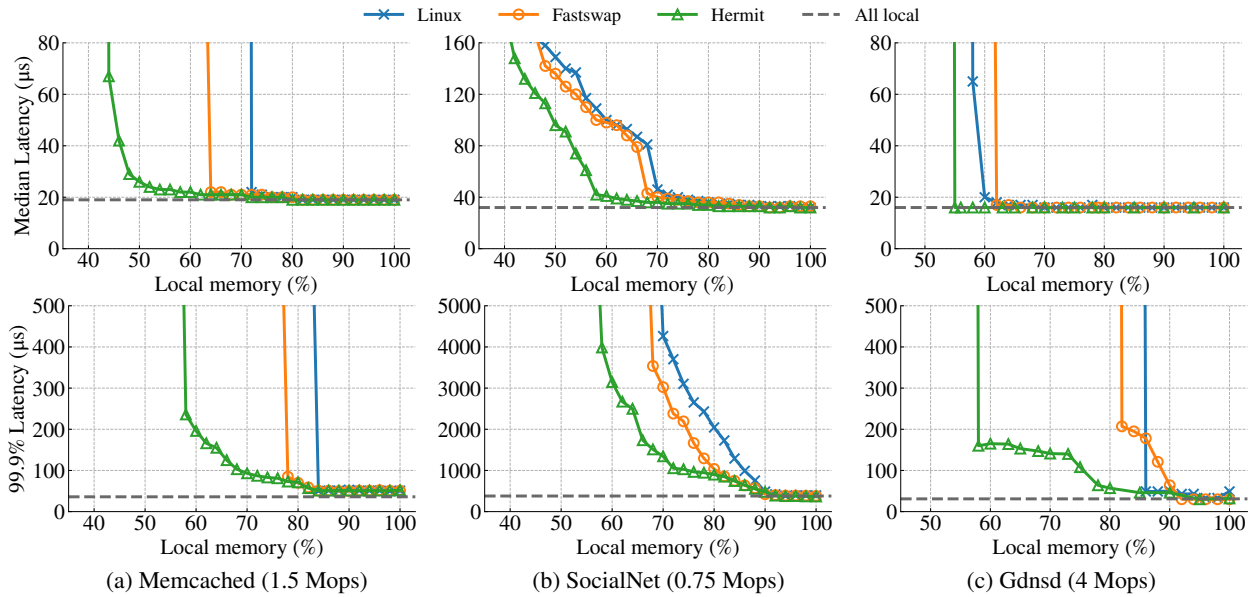 Linux Fastswap Hermit All local
Median Latency (μs)
80
60
40
20
0
40 50 60 70 80 90 100
Local memory (%)
160
120
80
40
0
40 50 60 70 80 90 100
Local memory (%)
80
60
40
20
0
50 60 70 80 90 100
Local memory (%)
99.9% Latency (μs)
500
400
300
200
100
0
40 50 60 70 80 90 100
Local memory (%)
5000
4000
3000
2000
1000
0
40 50 60 70 80 90 100
Local memory (%)
500
400
300
200
100
0
50 60 70 80 90 100
Local memory (%)
(a) Memcached (1.5 Mops)
(b) SocialNet (0.75 Mops)
(c) Gdnsd (4 Mops)